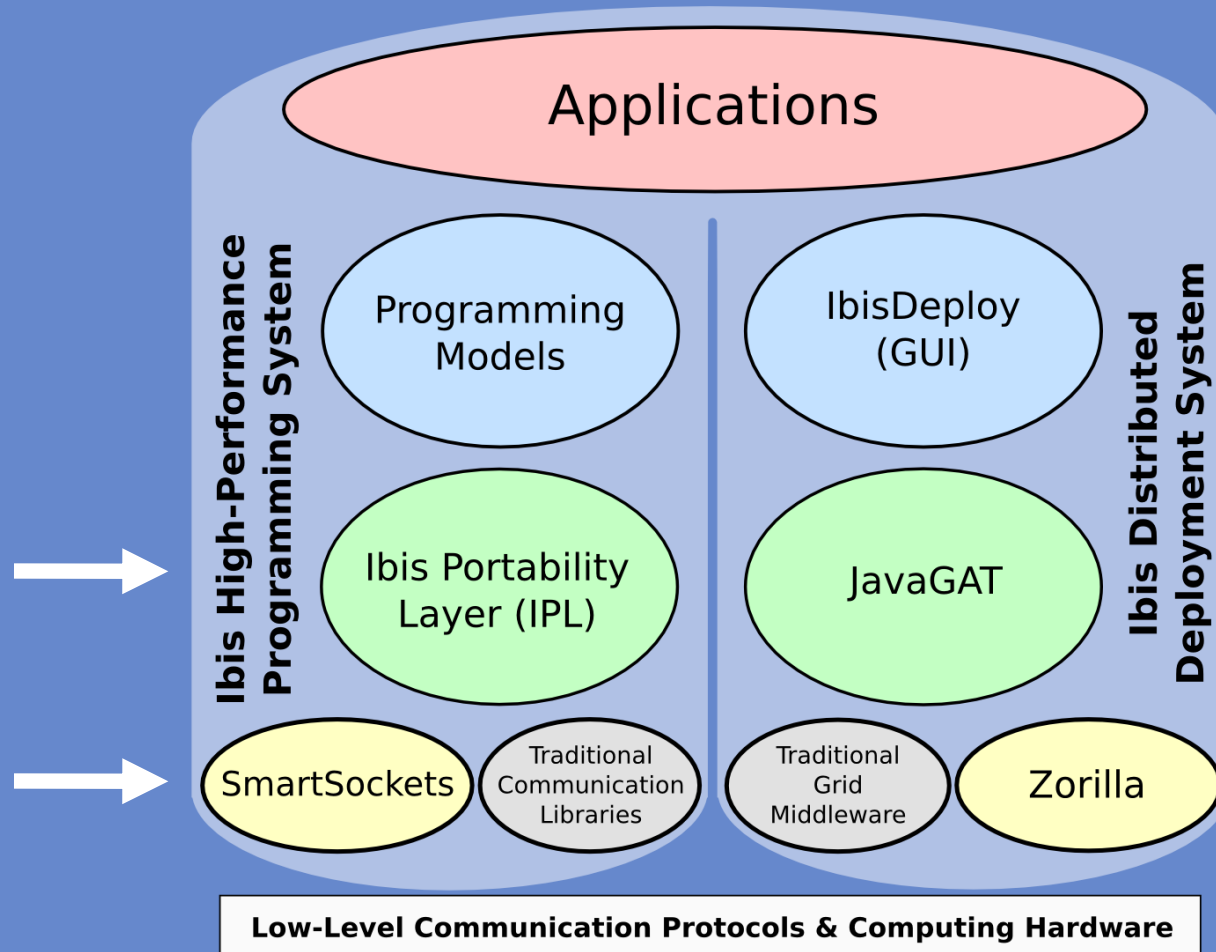 Applications
Ibis High-Performance
Programming System
Programming
Models
IbisDeploy
(GUI)
Ibis Distributed
Deployment System
Ibis Portability
Layer (IPL)
JavaGAT
SmartSockets
Traditional
Communication
Libraries
Traditional
Grid
Middleware
Zorilla
Low-Level Communication Protocols & Computing Hardware